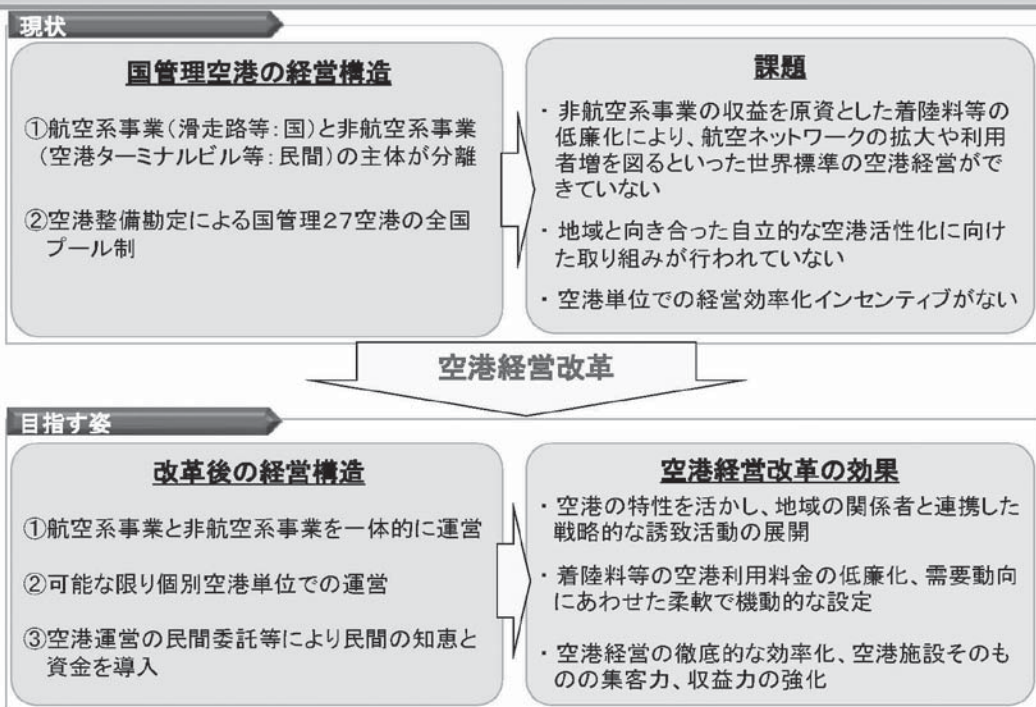 現状
国管理空港の経営構造
①航空系事業(滑走路等:国)と非航空系事業
(空港ターミナルビル等:民間)の主体が分離
②空港整備勘定による国管理27空港の全国
プール制
課題
・ 非航空系事業の収益を原資とした着陸料等の
低廉化により、航空ネットワークの拡大や利用
者増を図るといった世界標準の空港経営がで
きていない
・ 地域と向き合った自立的な空港活性化に向け
た取り組みが行われていない
・ 空港単位での経営効率化インセンティブがない
空港経営改革
目指す姿
改革後の経営構造
①航空系事業と非航空系事業を一体的に運営
②可能な限り個別空港単位での運営
③空港運営の民間委託等により民間の知恵と
資金を導入
空港経営改革の効果
・ 空港の特性を活かし、地域の関係者と連携した
戦略的な誘致活動の展開
・ 着陸料等の空港利用料金の低廉化、需要動向
にあわせた柔軟で機動的な設定
・ 空港経営の徹底的な効率化、空港施設そのも
のの集客力、収益力の強化